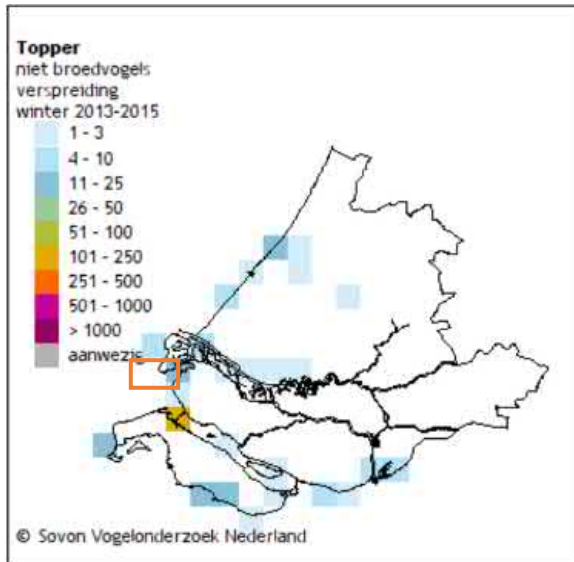 Topper
niet broedvogels
verspreiding
winter 2013-2015
1 - 3
4 - 10
11 - 25
26 - 50
51 - 100
101 - 250
251 - 500
501 - 1000
> 1000
aanwezig
© Sovon Vogelonderzoek Nederland